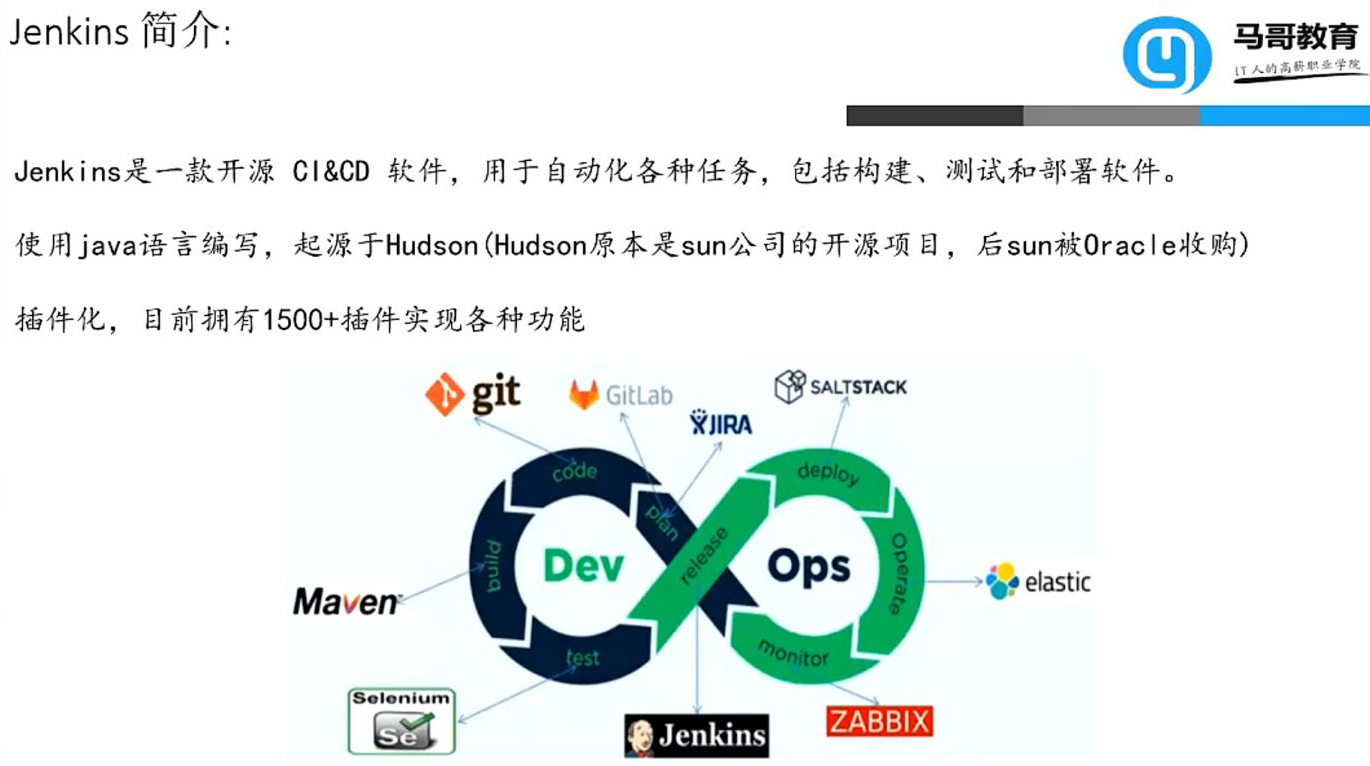 Jenkins 简介:
马哥教育
IT人的高薪职业学院
Jenkins是一款开源 CI&CD 软件，用于自动化各种任务，包括构建、测试和部署软件。
使用java语言编写，起源于Hudson(Hudson原本是sun公司的开源项目，后sun被Oracle收购)
插件化，目前拥有1500+插件实现各种功能
git
GitLab
JIRA
SALTSTACK
code
plan
deploy
release
build
Dev
Ops
Operate
Maven
elastic
test
monitor
Selenium
Se
Jenkins
ZABBIX